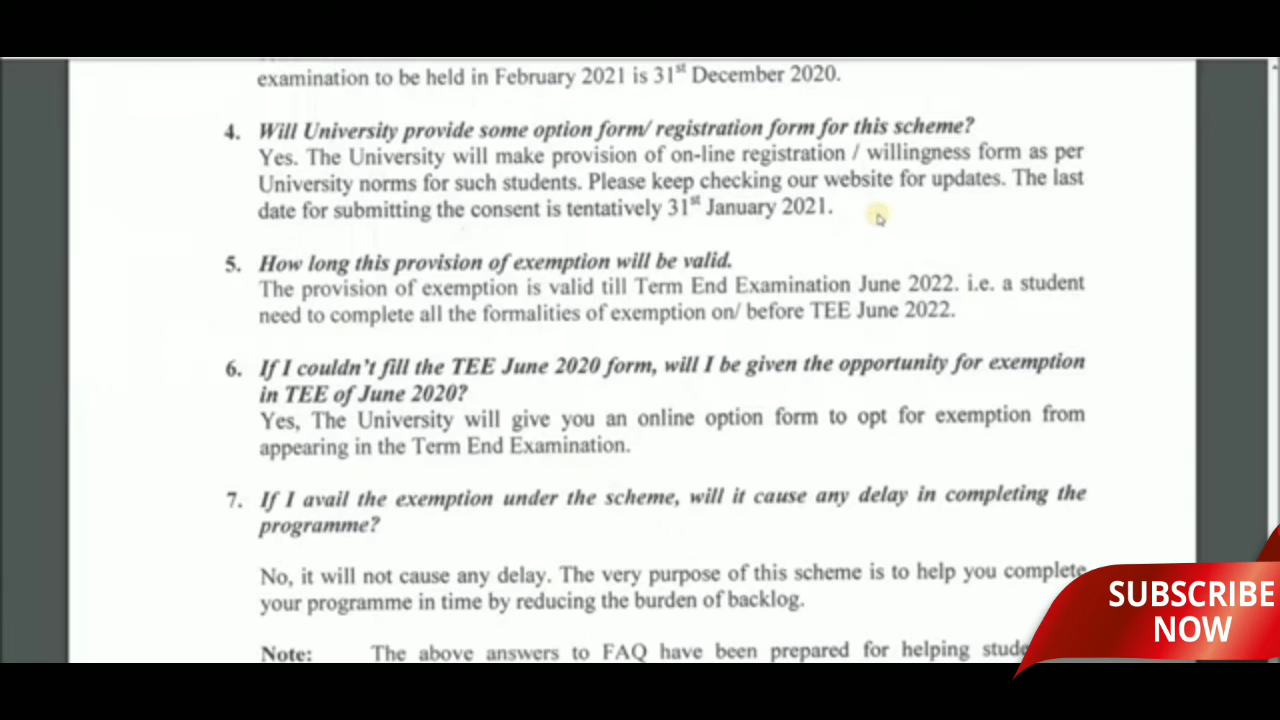 examination to be held in February 2021 is 31st December 2020.
4. Will University provide some option form/ registration form for this scheme?
Yes. The University will make provision of on-line registration / willingness form as per
University norms for such students. Please keep checking our website for updates. The last
date for submitting the consent is tentatively 31st January 2021.
5. How long this provision of exemption will be valid.
The provision of exemption is valid till Term End Examination June 2022. i.e. a student
need to complete all the formalities of exemption on/ before TEE June 2022.
6. If I couldn't fill the TEE June 2020 form, will I be given the opportunity for exemption
in TEE of June 2020?
Yes, The University will give you an online option form to opt for exemption from
appearing in the Term End Examination.
7. If I avail the exemption under the scheme, will it cause any delay in completing the
programme?
No, it will not cause any delay. The very purpose of this scheme is to help you complete
your programme in time by reducing the burden of backlog.
Note: The above answers to FAQ have been prepared for helping
SUBSCRIBE
NOW